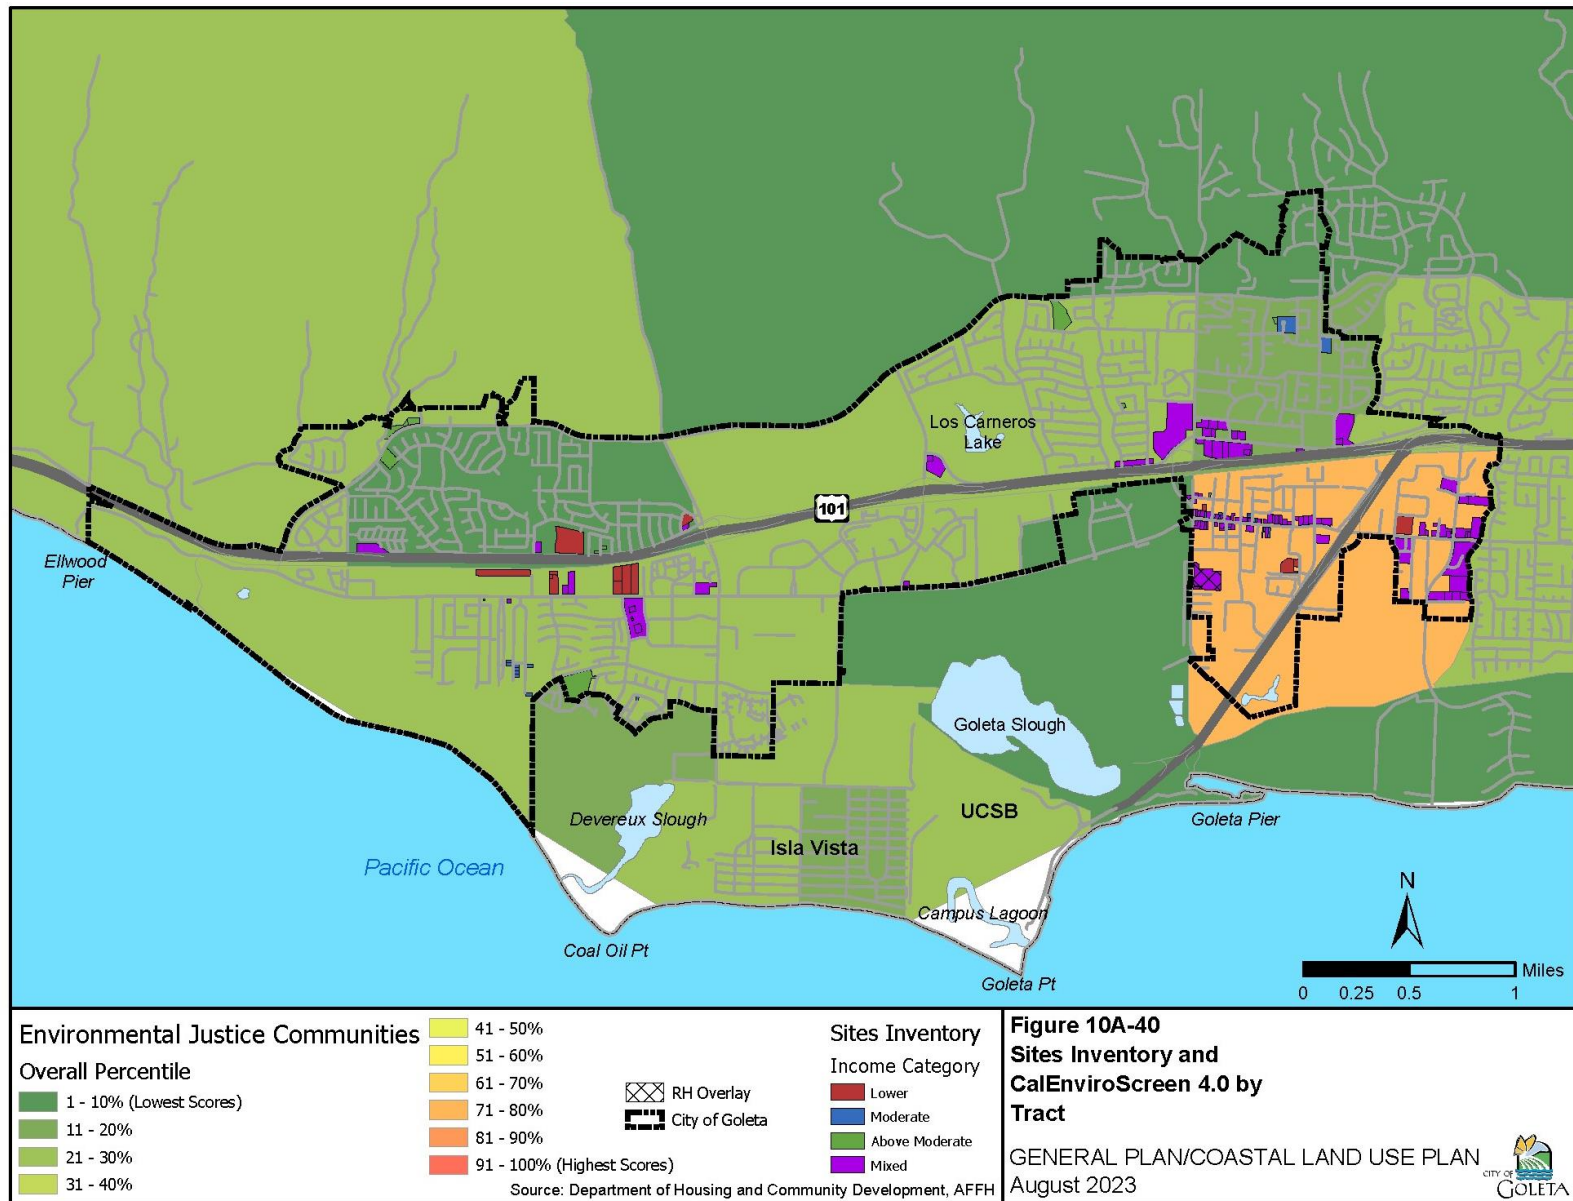 Los Carneros
Lake
101
Ellwood
Pier
Goleta Slough
UCSB
Goleta Pier
Devereux Slough
Isla Vista
Pacific Ocean
Campus Lagoon
Coal Oil Pt
Goleta Pt
N
Miles
0 0.25 0.5 1
Environmental Justice Communities
Overall Percentile
1 - 10% (Lowest Scores)
11 - 20%
21 - 30%
31 - 40%
41 - 50%
51 - 60%
61 - 70%
71 - 80%
81 - 90%
91 - 100% (Highest Scores)
RH Overlay
City of Goleta
Sites Inventory
Income Category
Lower
Moderate
Above Moderate
Mixed
Source: Department of Housing and Community Development, AFFH
Figure 10A-40
Sites Inventory and
CalEnviroScreen 4.0 by
Tract
GENERAL PLAN/COASTAL LAND USE PLAN
August 2023
CITY OF
GOLETA